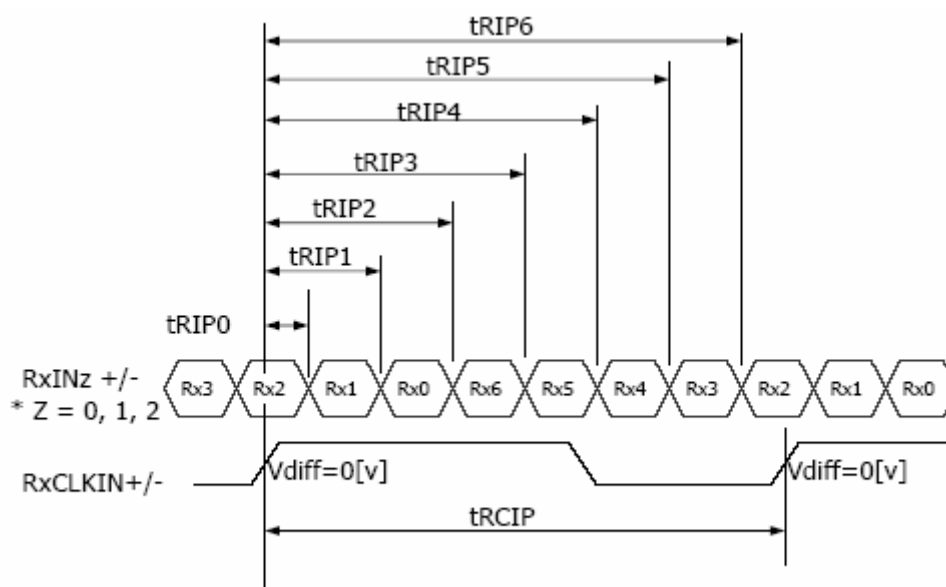 tRIP6
tRIP5
tRIP4
tRIP3
tRIP2
tRIP1
tRIP0
RxINz +/-
* Z = 0, 1, 2
Rx3 Rx2 Rx1 Rx0 Rx6 Rx5 Rx4 Rx3 Rx2 Rx1 Rx0
RxCLKIN+/-
Vdiff=0[v] Vdiff=0[v]
tRCIP